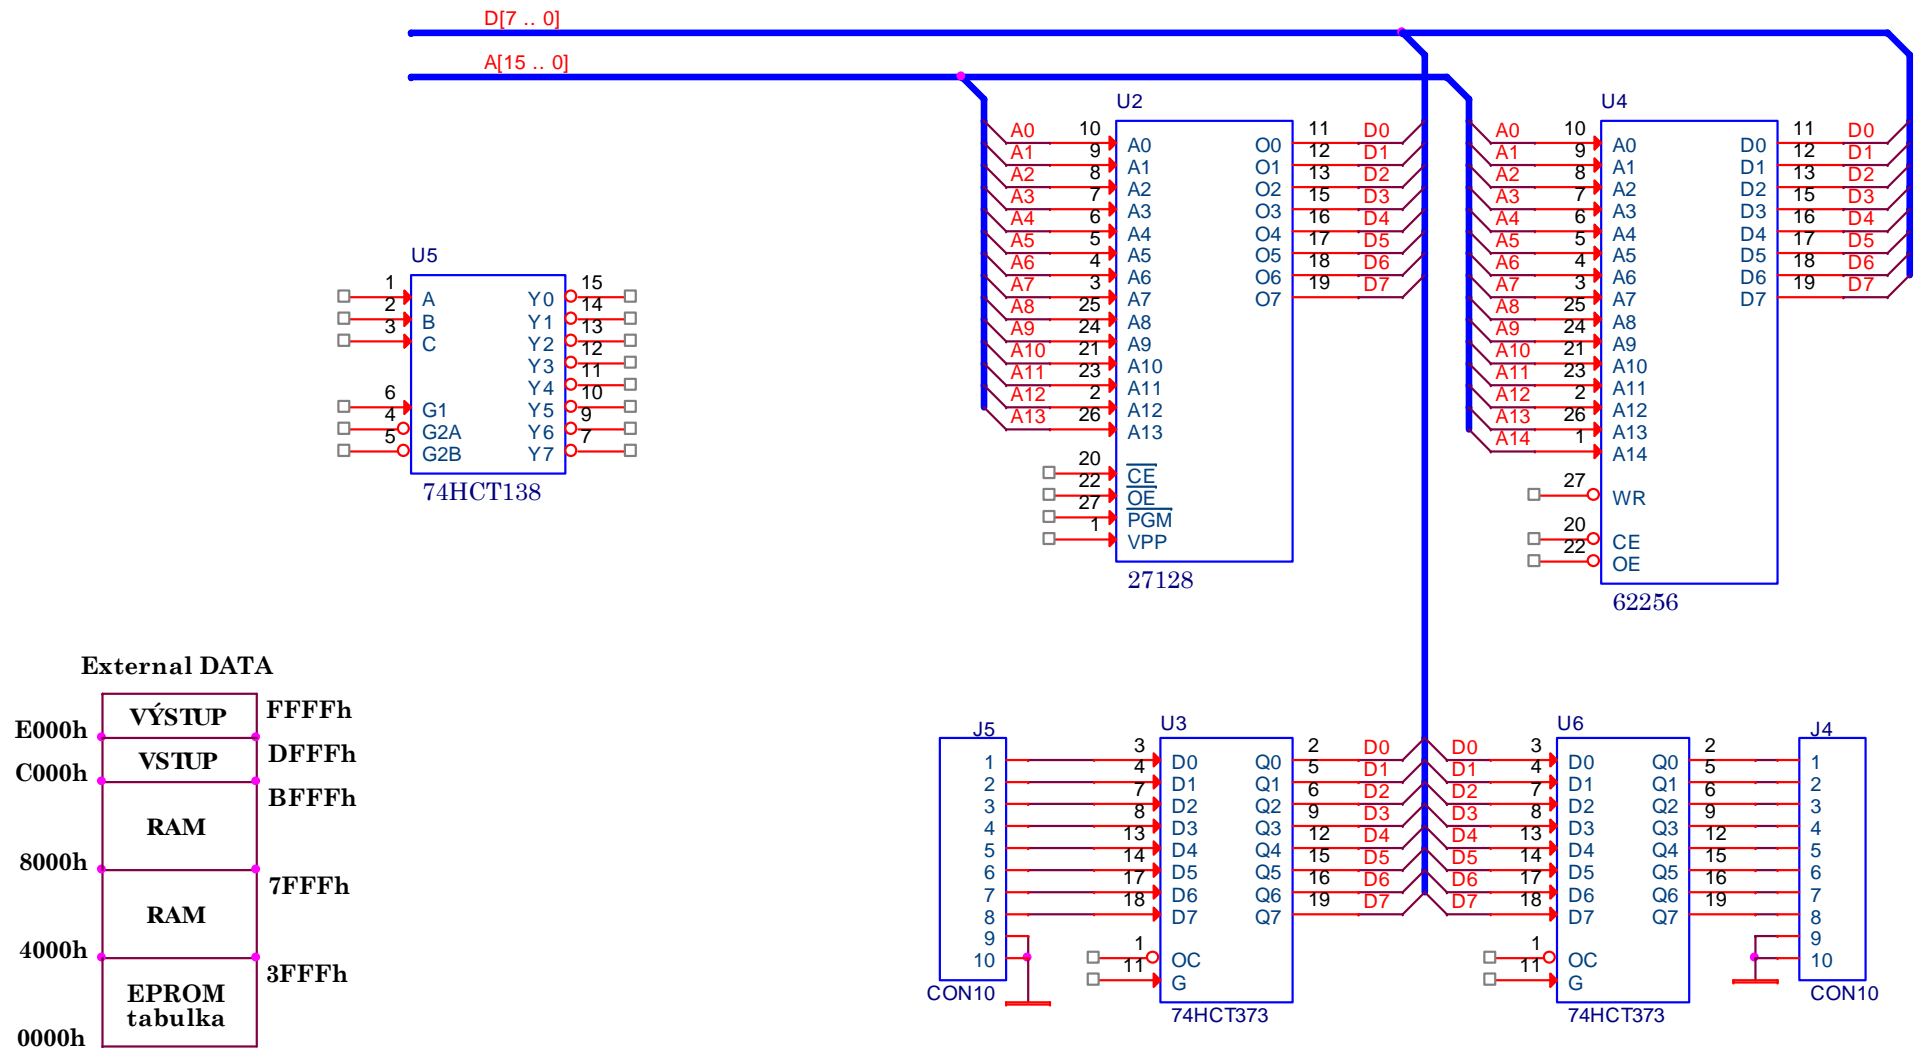 D[7 .. 0]
A[15 .. 0]
U5
1 A Y0 15
2 B Y1 14
3 C Y2 13
Y3 12
Y4 11
6 G1 Y5 10
4 G2A Y6 9
5 G2B Y7 7
74HCT138
U2
A0 10 A0 O0 11 D0
A1 9 A1 O1 12 D1
A2 8 A2 O2 13 D2
A3 7 A3 O3 15 D3
A4 6 A4 O4 16 D4
A5 5 A5 O5 17 D5
A6 4 A6 O6 18 D6
A7 3 A7 O7 19 D7
A8 25 A8
A9 24 A9
A10 21 A10
A11 23 A11
A12 2 A12
A13 26 A13
20 CE
22 OE
27 PGM
1 VPP
27128
U4
A0 10 A0 D0 11 D0
A1 9 A1 D1 12 D1
A2 8 A2 D2 13 D2
A3 7 A3 D3 15 D3
A4 6 A4 D4 16 D4
A5 5 A5 D5 17 D5
A6 4 A6 D6 18 D6
A7 3 A7 D7 19 D7
A8 25 A8
A9 24 A9
A10 21 A10
A11 23 A11
A12 2 A12
A13 26 A13
A14 1 A14
27 WR
20 CE
22 OE
62256
External DATA
VÝSTUP FFFFh
E000h
VSTUP DFFFh
C000h
BFFFh
RAM
8000h
7FFFh
RAM
4000h
3FFFh
EPROM
tabulka
0000h
J5
1
2
3
4
5
6
7
8
9
10
CON10
U3
3 D0 Q0 2 D0
4 D1 Q1 5 D1
7 D2 Q2 6 D2
8 D3 Q3 9 D3
13 D4 Q4 12 D4
14 D5 Q5 15 D5
17 D6 Q6 16 D6
18 D7 Q7 19 D7
1 OC
11 G
74HCT373
U6
D0 3 D0 Q0 2
D1 4 D1 Q1 5
D2 7 D2 Q2 6
D3 8 D3 Q3 9
D4 13 D4 Q4 12
D5 14 D5 Q5 15
D6 17 D6 Q6 16
D7 18 D7 Q7 19
1 OC
11 G
74HCT373
J4
1
2
3
4
5
6
7
8
9
10
CON10